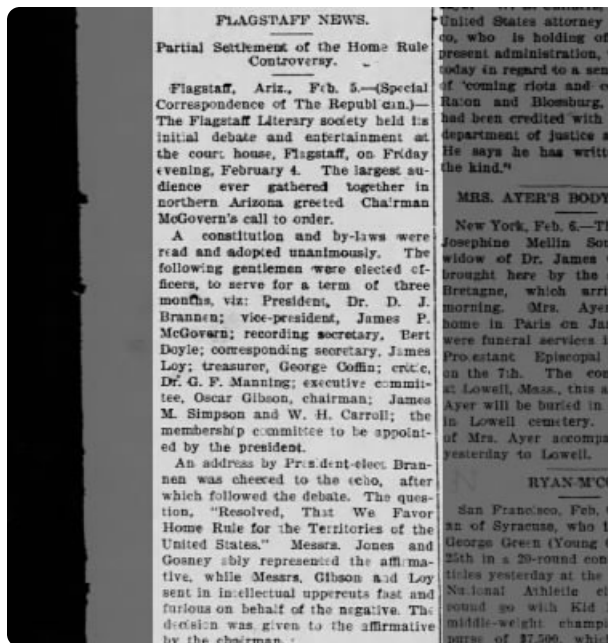 FLAGSTAFF NEWS.
Partial Settlement of the Home Rule
Controversy.
Flagstaff, Ariz., Feb. 5.—(Special
Correspondence of The Republican.)—
The Flagstaff Literary society held its
initial debate and entertainment at
the court house, Flagstaff, on Friday
evening, February 4. The largest au-
dience ever gathered together in
northern Arizona greeted Chairman
McGovern's call to order.
A constitution and by-laws were
read and adopted unanimously. The
following gentlemen were elected of-
ficers, to serve for a term of three
months, viz: President, Dr. D. J.
Brannen; vice-president, James P.
McGovern; recording secretary, Bert
Doyle; corresponding secretary, James
Loy; treasurer, George Coffin; critic,
Dr. G. F. Manning; executive commit-
tee, Oscar Gibson, chairman; James
M. Simpson and W. H. Carroll; the
membership committee to be appoint-
ed by the president.
An address by President-elect Bran-
nen was cheered to the echo, after
which followed the debate. The ques-
tion, "Resolved, That We Favor
Home Rule for the Territories of the
United States." Messrs. Jones and
Gosney ably represented the affirma-
tive, while Messrs. Gibson and Loy
sent in intellectual uppercuts fast and
furious on behalf of the negative. The
decision was given to the affirmative
by the chairman.
United States attorney
co, who is holding of
present administration,
today in regard to a sen
of "coming riots and
Raton and Blossburg,
had been credited with
department of justice
He says he has writt
the kind."
MRS. AYER'S BODY
New York, Feb. 6.—T
Josephine Mellin Sou
widow of Dr. James
brought here by the
Bretagne, which arri
morning. Mrs. Ayer
home in Paris on Jan
were funeral services i
Protestant Episcopal
on the 7th. The
at Lowell, Mass., this a
Ayer will be buried in
in Lowell cemetery.
of Mrs. Ayer accompa
yesterday to Lowell.
RYAN-M'C
San Francisco, Feb.
an of Syracuse, who
George Green (Young
25th in a 20-round con
ticles yesterday at the
National Athletic
round go with Kid
middle-weight champ
purse of $7,500,